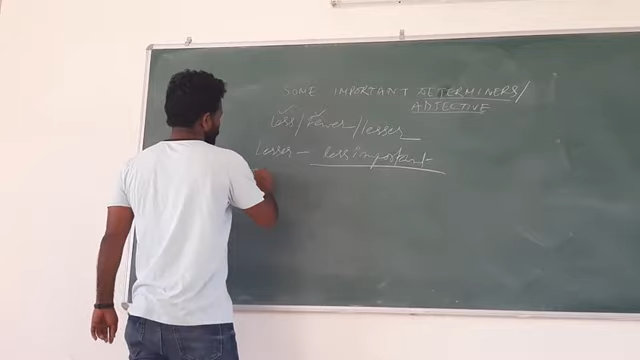 SOME IMPORTANT DETERMINERS/
ADJECTIVE
Less/Fewer/lesser
Lesser – less important